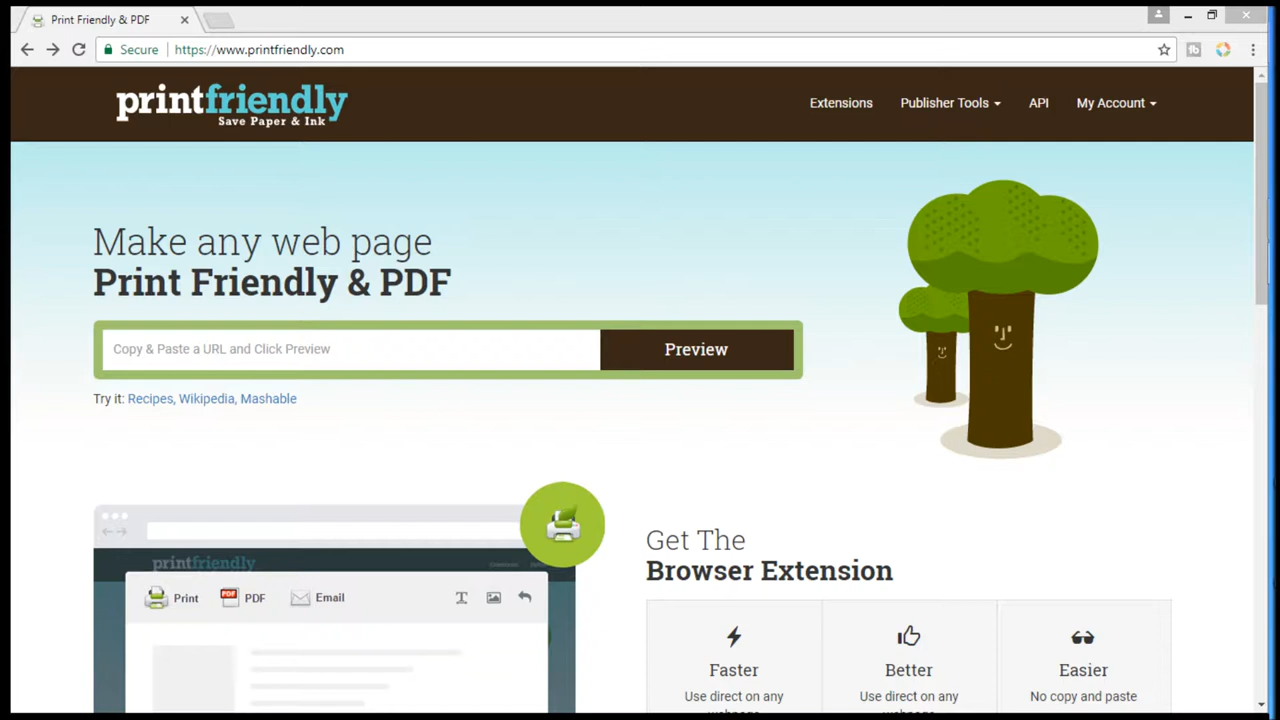 Print Friendly & PDF
Secure https://www.printfriendly.com
printfriendly
Save Paper & Ink
Extensions Publisher Tools API My Account
Make any web page
Print Friendly & PDF
Copy & Paste a URL and Click Preview
Preview
Try it: Recipes, Wikipedia, Mashable
printfriendly
Print PDF Email
Get The
Browser Extension
Faster
Use direct on any
Better
Use direct on any
Easier
No copy and paste